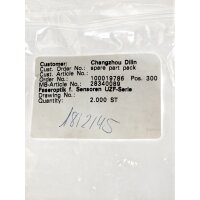 Customer: Chengzhou Dilin
Cust. Order No.: spare part pack
Cust. Article No.:
Order No.: 100019786 Pos. 300
MB-Article No.: 28340089
Faseroptik f. Sensoren UZF-Serie
Drawing No.:
Quantity: 2.000 ST
1812145